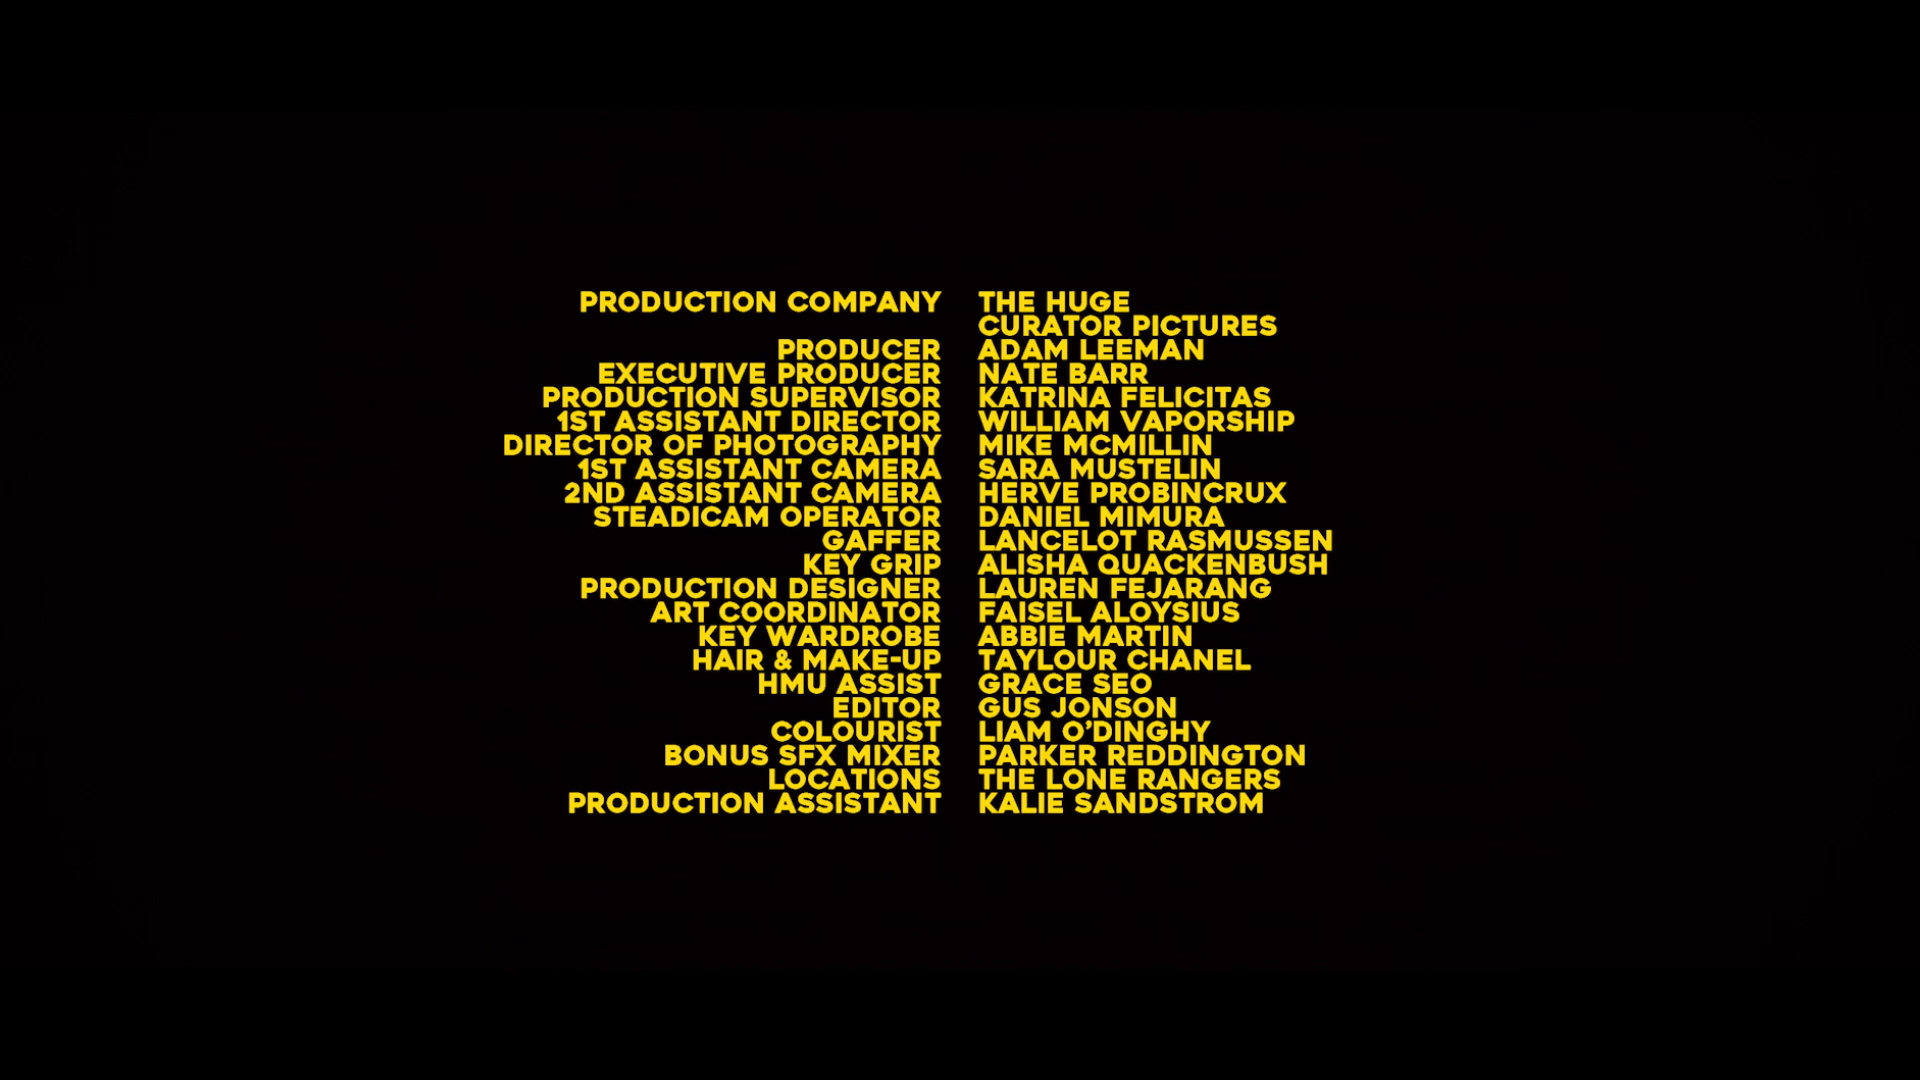 PRODUCTION COMPANY THE HUGE
CURATOR PICTURES
PRODUCER ADAM LEEMAN
EXECUTIVE PRODUCER NATE BARR
PRODUCTION SUPERVISOR KATRINA FELICITAS
1ST ASSISTANT DIRECTOR WILLIAM VAPORSHIP
DIRECTOR OF PHOTOGRAPHY MIKE MCMILLIN
1ST ASSISTANT CAMERA SARA MUSTELIN
2ND ASSISTANT CAMERA HERVE PROBINCRUX
STEADICAM OPERATOR DANIEL MIMURA
GAFFER LANCELOT RASMUSSEN
KEY GRIP ALISHA QUACKENBUSH
PRODUCTION DESIGNER LAUREN FEJARANG
ART COORDINATOR FAISEL ALOYSIUS
KEY WARDROBE ABBIE MARTIN
HAIR & MAKE-UP TAYLOUR CHANEL
HMU ASSIST GRACE SEO
EDITOR GUS JONSON
COLOURIST LIAM O’DINGHY
BONUS SFX MIXER PARKER REDDINGTON
LOCATIONS THE LONE RANGERS
PRODUCTION ASSISTANT KALIE SANDSTROM